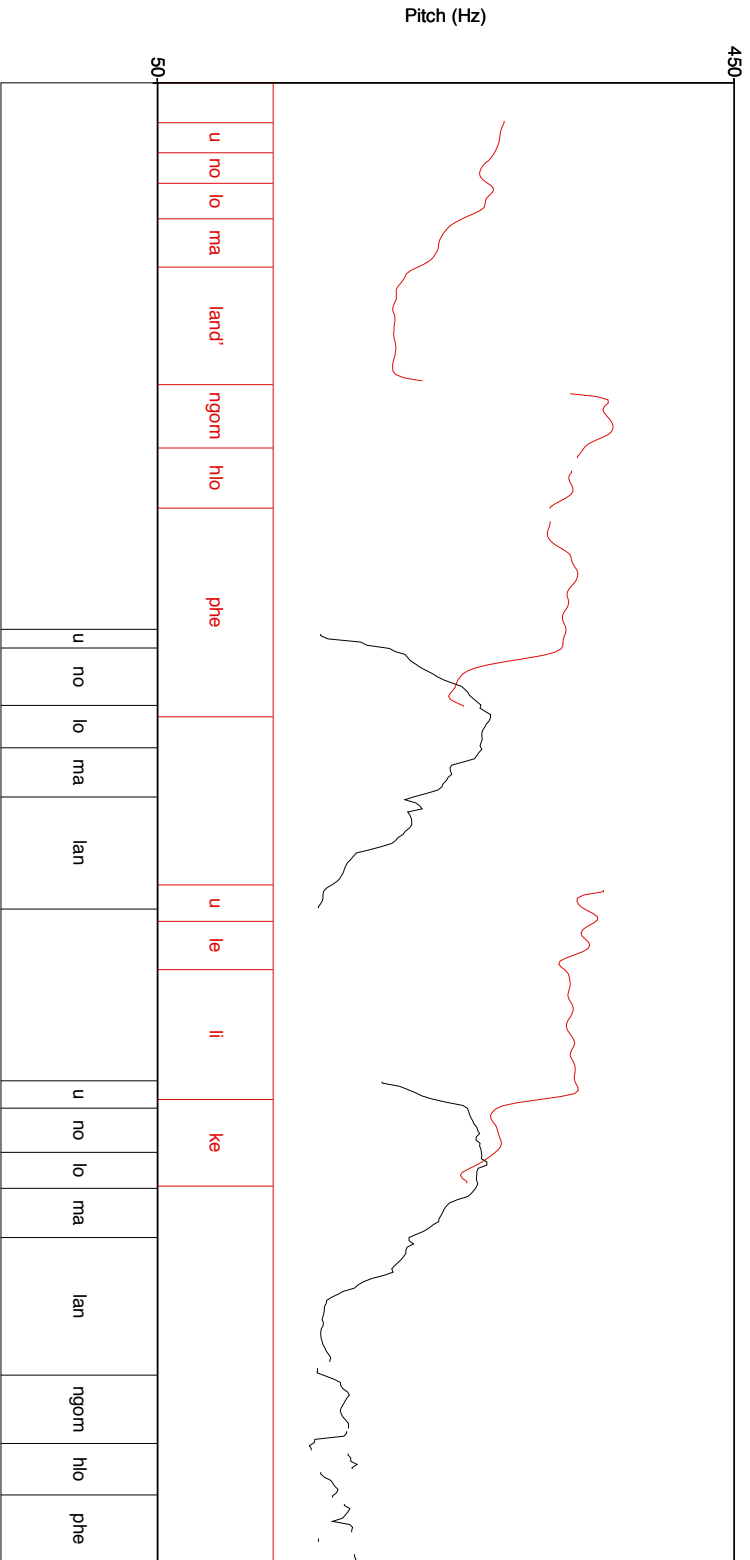 Pitch (Hz)
50
450
u no lo ma land' ngom hlo phe u le li ke
u no lo ma lan u no lo ma lan ngom hlo phe